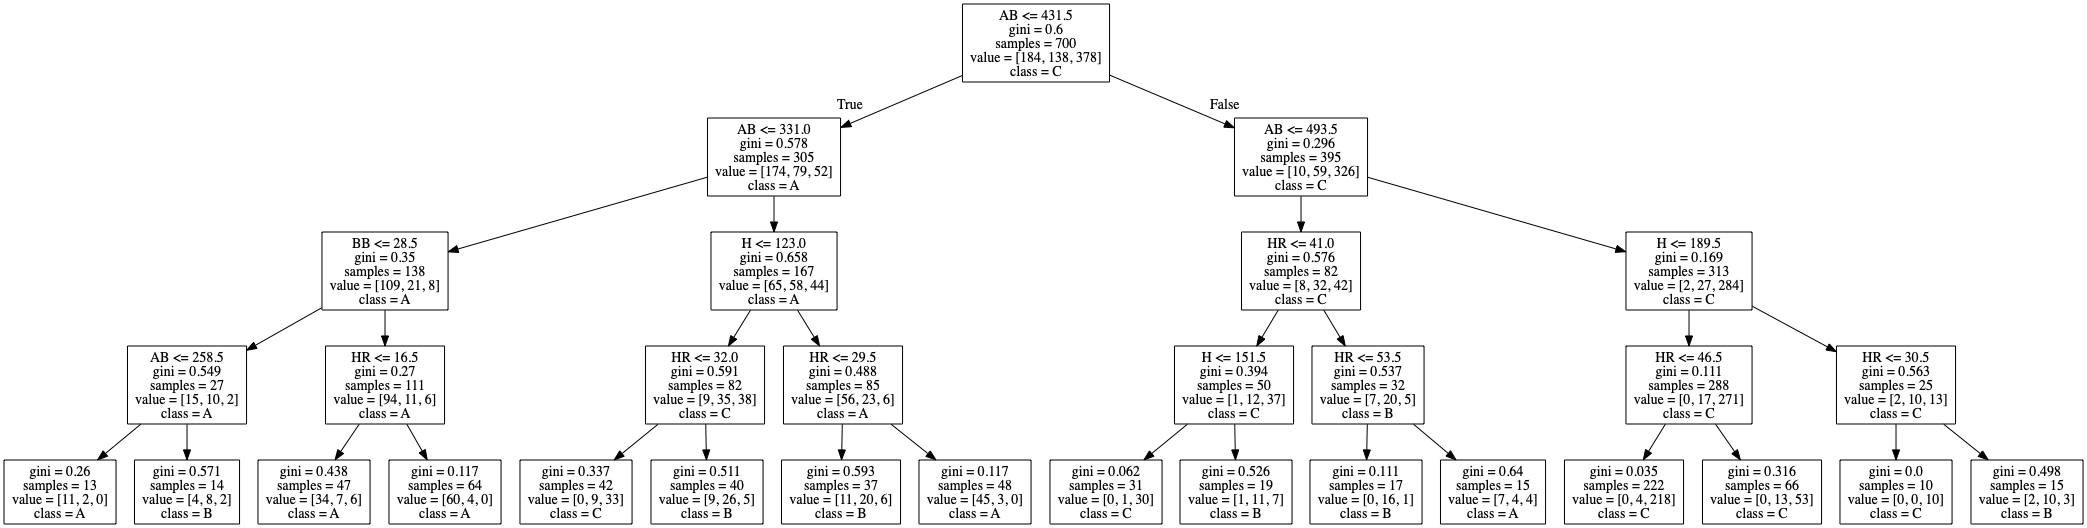 AB <= 431.5
gini = 0.6
samples = 700
value = [184, 138, 378]
class = C
True
False
AB <= 331.0
gini = 0.578
samples = 305
value = [174, 79, 52]
class = A
AB <= 493.5
gini = 0.296
samples = 395
value = [10, 59, 326]
class = C
BB <= 28.5
gini = 0.35
samples = 138
value = [109, 21, 8]
class = A
H <= 123.0
gini = 0.658
samples = 167
value = [65, 58, 44]
class = A
HR <= 41.0
gini = 0.576
samples = 82
value = [8, 32, 42]
class = C
H <= 189.5
gini = 0.169
samples = 313
value = [2, 27, 284]
class = C
AB <= 258.5
gini = 0.549
samples = 27
value = [15, 10, 2]
class = A
HR <= 16.5
gini = 0.27
samples = 111
value = [94, 11, 6]
class = A
HR <= 32.0
gini = 0.591
samples = 82
value = [9, 35, 38]
class = C
HR <= 29.5
gini = 0.488
samples = 85
value = [56, 23, 6]
class = A
H <= 151.5
gini = 0.394
samples = 50
value = [1, 12, 37]
class = C
HR <= 53.5
gini = 0.537
samples = 32
value = [7, 20, 5]
class = B
HR <= 46.5
gini = 0.111
samples = 288
value = [0, 17, 271]
class = C
HR <= 30.5
gini = 0.563
samples = 25
value = [2, 10, 13]
class = C
gini = 0.26
samples = 13
value = [11, 2, 0]
class = A
gini = 0.571
samples = 14
value = [4, 8, 2]
class = B
gini = 0.438
samples = 47
value = [34, 7, 6]
class = A
gini = 0.117
samples = 64
value = [60, 4, 0]
class = A
gini = 0.337
samples = 42
value = [0, 9, 33]
class = C
gini = 0.511
samples = 40
value = [9, 26, 5]
class = B
gini = 0.593
samples = 37
value = [11, 20, 6]
class = B
gini = 0.117
samples = 48
value = [45, 3, 0]
class = A
gini = 0.062
samples = 31
value = [0, 1, 30]
class = C
gini = 0.526
samples = 19
value = [1, 11, 7]
class = B
gini = 0.111
samples = 17
value = [0, 16, 1]
class = B
gini = 0.64
samples = 15
value = [7, 4, 4]
class = A
gini = 0.035
samples = 222
value = [0, 4, 218]
class = C
gini = 0.316
samples = 66
value = [0, 13, 53]
class = C
gini = 0.0
samples = 10
value = [0, 0, 10]
class = C
gini = 0.498
samples = 15
value = [2, 10, 3]
class = B